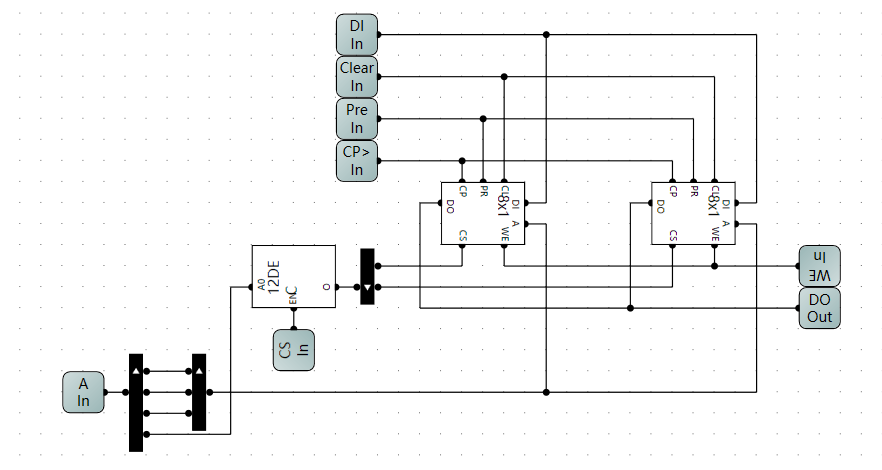 DI
In
Clear
In
Pre
In
CP>
In
CP
PR
CL
8x1
DI
DO
A
CS
WE
CP
PR
CL
8x1
DI
DO
A
CS
WE
A0
12DEC
EN
O
WE
In
DO
Out
CS
In
A
In